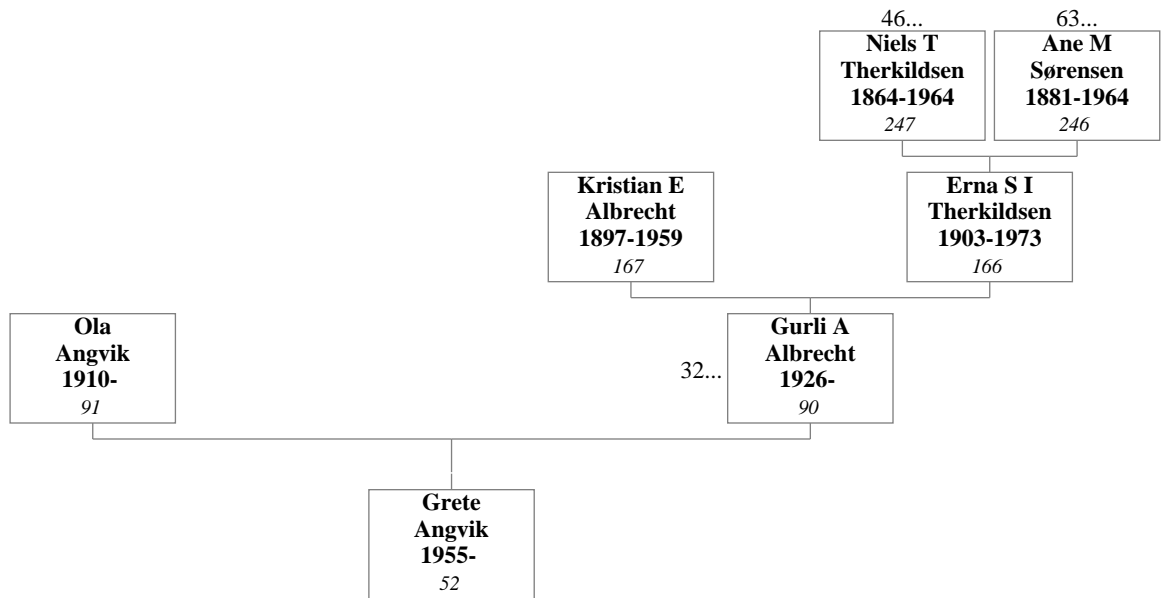 46...
63...
Niels T
Therkildsen
1864-1964
247
Ane M
Sørensen
1881-1964
246
Kristian E
Albrecht
1897-1959
167
Erna S I
Therkildsen
1903-1973
166
Ola
Angvik
1910-
91
32...
Gurli A
Albrecht
1926-
90
Grete
Angvik
1955-
52